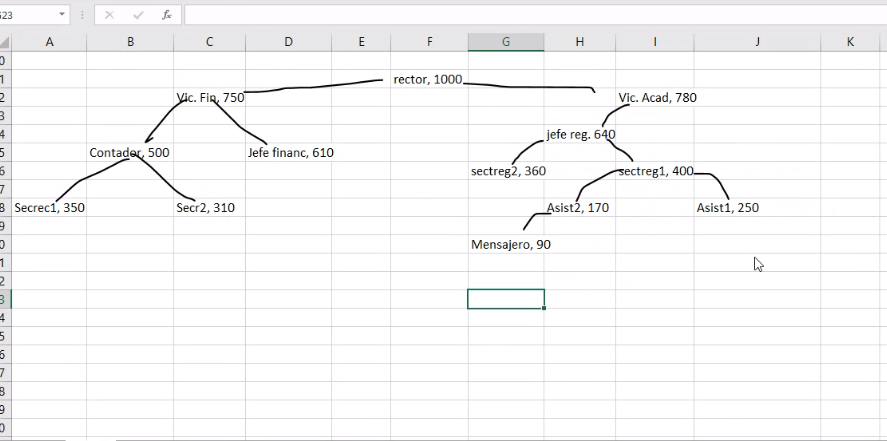 G23 fx
A B C D E F G H I J K
0
1 rector, 1000
2 Vic. Fin, 750 Vic. Acad, 780
3
4 jefe reg. 640
5 Contador, 500 Jefe financ, 610
6 sectreg2, 360 sectreg1, 400
7
8 Secrec1, 350 Secr2, 310 Asist2, 170 Asist1, 250
9
0 Mensajero, 90
1
2
3
4
5
6
7
8
9
0